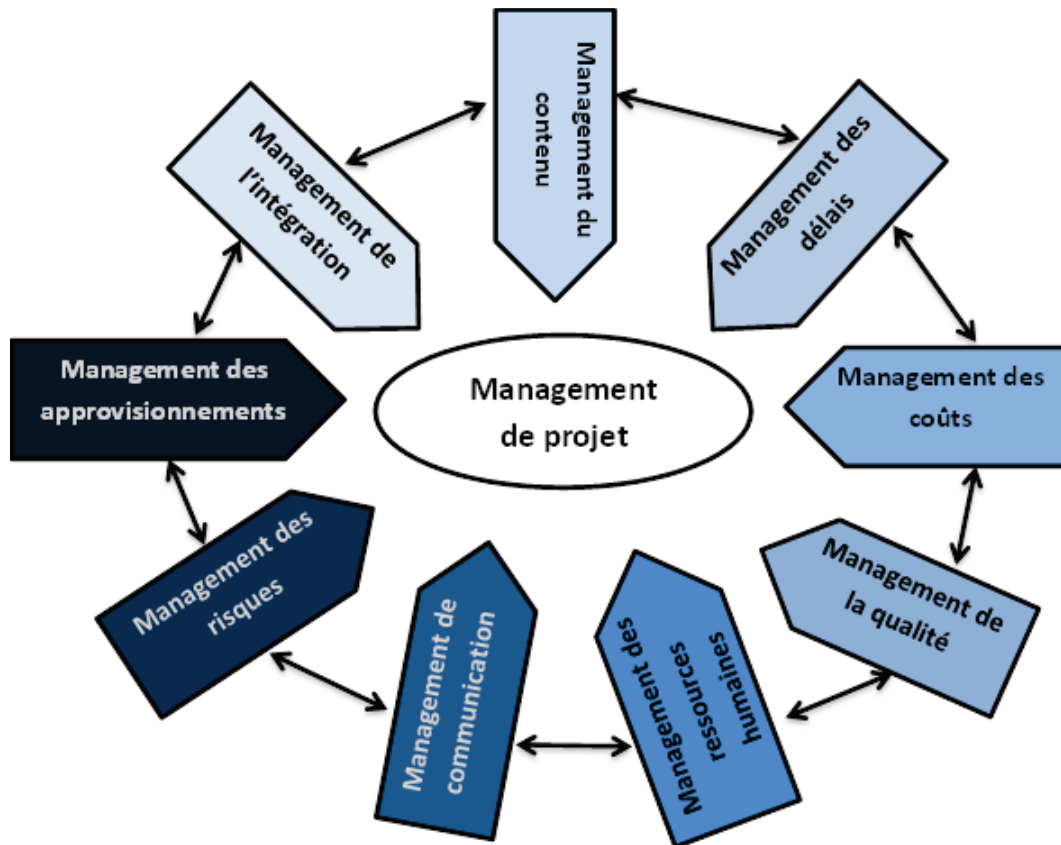 Management du
contenu
Management des
délais
Management des
coûts
Management de
la qualité
Management des
ressources
humaines
Management de
communication
Management des
risques
Management des
approvisionnements
Management de
l'intégration
Management
de projet